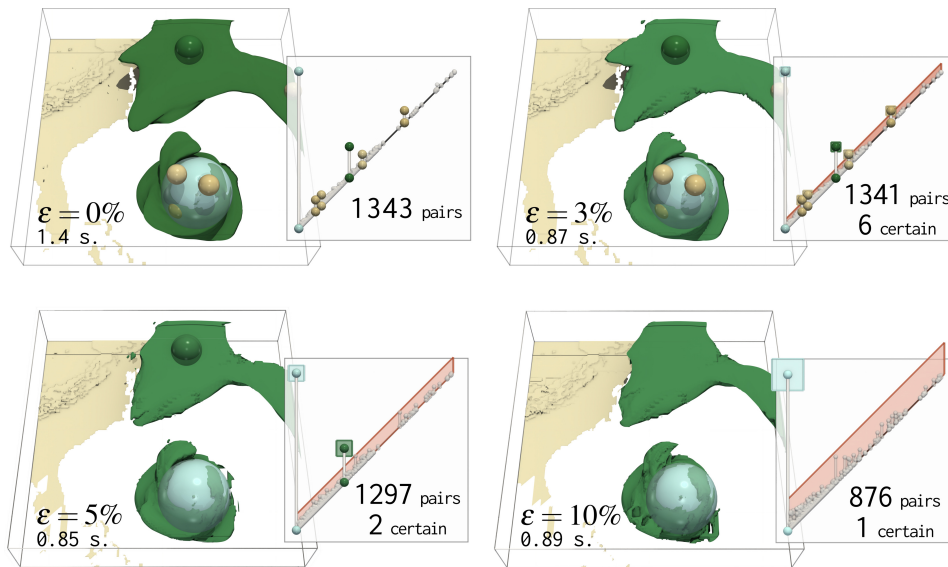 ε = 0%
1.4 s.
1343 pairs
ε = 3%
0.87 s.
1341 pairs
6 certain
ε = 5%
0.85 s.
1297 pairs
2 certain
ε = 10%
0.89 s.
876 pairs
1 certain